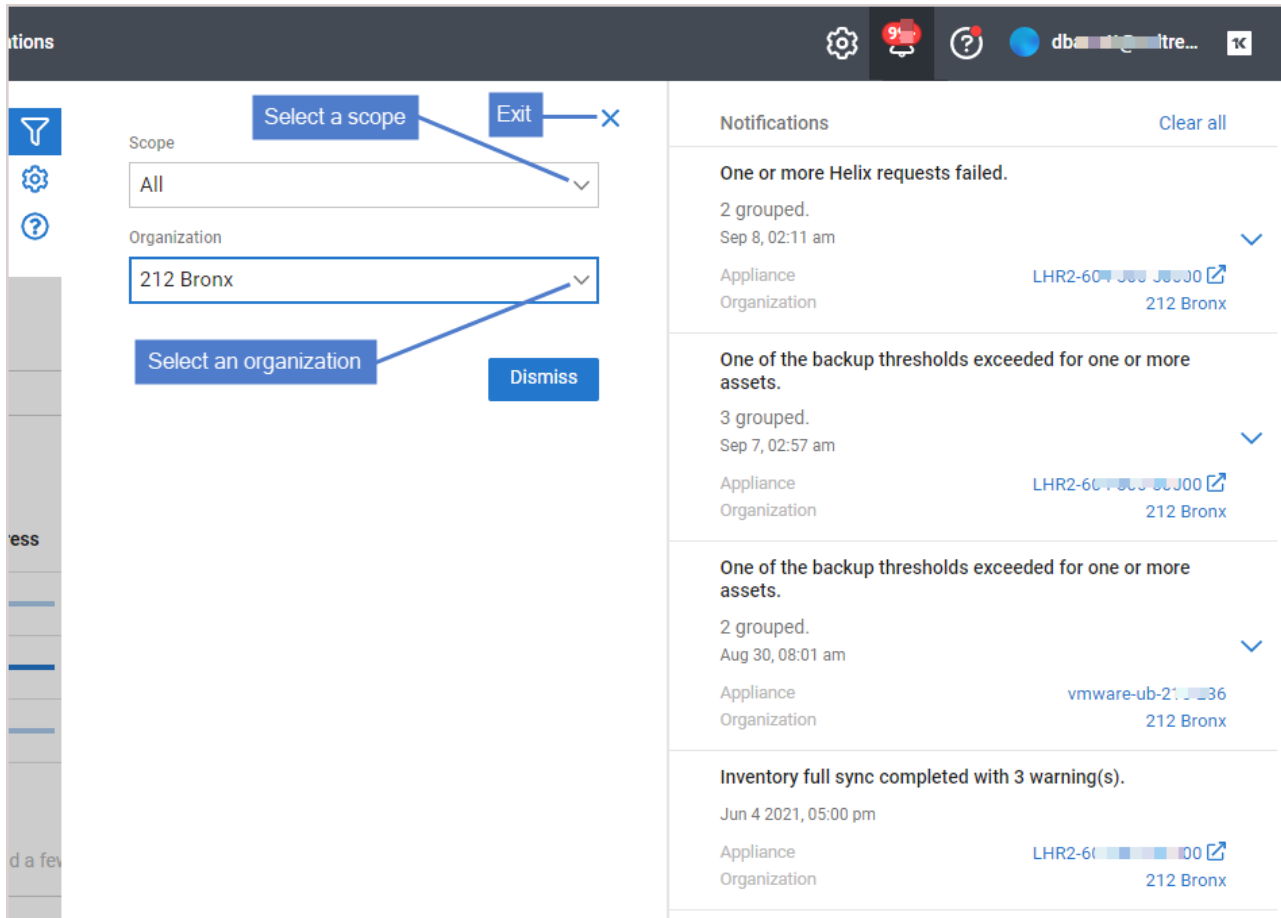 tions
Select a scope
Exit
Scope
All
Organization
212 Bronx
Select an organization
Dismiss
ess
d a few
Notifications
Clear all
One or more Helix requests failed.
2 grouped.
Sep 8, 02:11 am
Appliance
Organization
212 Bronx
One of the backup thresholds exceeded for one or more
assets.
3 grouped.
Sep 7, 02:57 am
Appliance
Organization
212 Bronx
One of the backup thresholds exceeded for one or more
assets.
2 grouped.
Aug 30, 08:01 am
Appliance
Organization
212 Bronx
Inventory full sync completed with 3 warning(s).
Jun 4 2021, 05:00 pm
Appliance
Organization
212 Bronx